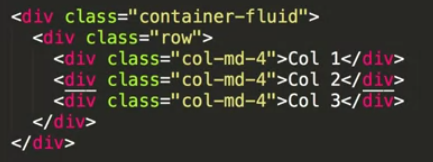 <div class="container-fluid">
<div class="row">
<div class="col-md-4">Col 1</div>
<div class="col-md-4">Col 2</div>
<div class="col-md-4">Col 3</div>
</div>
</div>